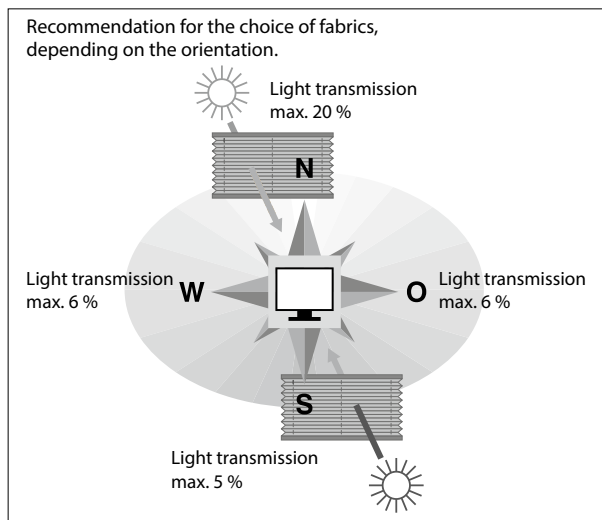 Recommendation for the choice of fabrics,
depending on the orientation.
Light transmission
max. 20 %
N
Light transmission
max. 6 %
W
O
Light transmission
max. 6 %
S
Light transmission
max. 5 %